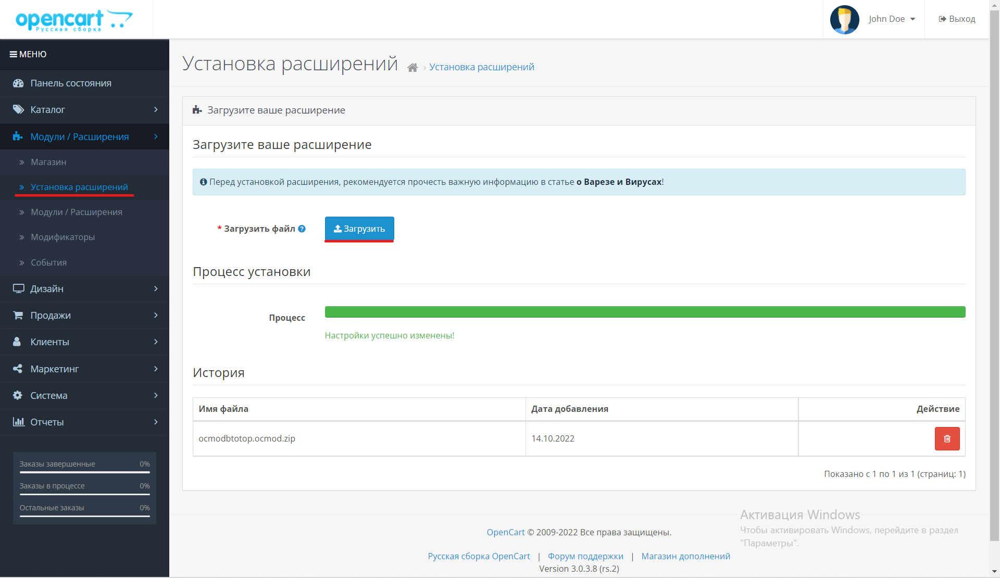 opencart
Русская сборка
John Doe
Выход
МЕНЮ
Панель состояния
Каталог
Модули / Расширения
Магазин
Установка расширений
Модули / Расширения
Модификаторы
События
Дизайн
Продажи
Клиенты
Маркетинг
Система
Отчеты
Заказы завершенные 0%
Заказы в процессе 0%
Остальные заказы 0%
Установка расширений
› Установка расширений
Загрузите ваше расширение
Загрузите ваше расширение
Перед установкой расширения, рекомендуется прочесть важную информацию в статье о Варезе и Вирусах!
* Загрузить файл ?
Загрузить
Процесс установки
Процесс
Настройки успешно изменены!
История
Имя файла Дата добавления Действие
ocmodbtotop.ocmod.zip 14.10.2022
Показано с 1 по 1 из 1 (страниц: 1)
OpenCart © 2009-2022 Все права защищены.
Русская сборка OpenCart | Форум поддержки | Магазин дополнений
Version 3.0.3.8 (rs.2)
Активация Windows
Чтобы активировать Windows, перейдите в раздел
"Параметры".